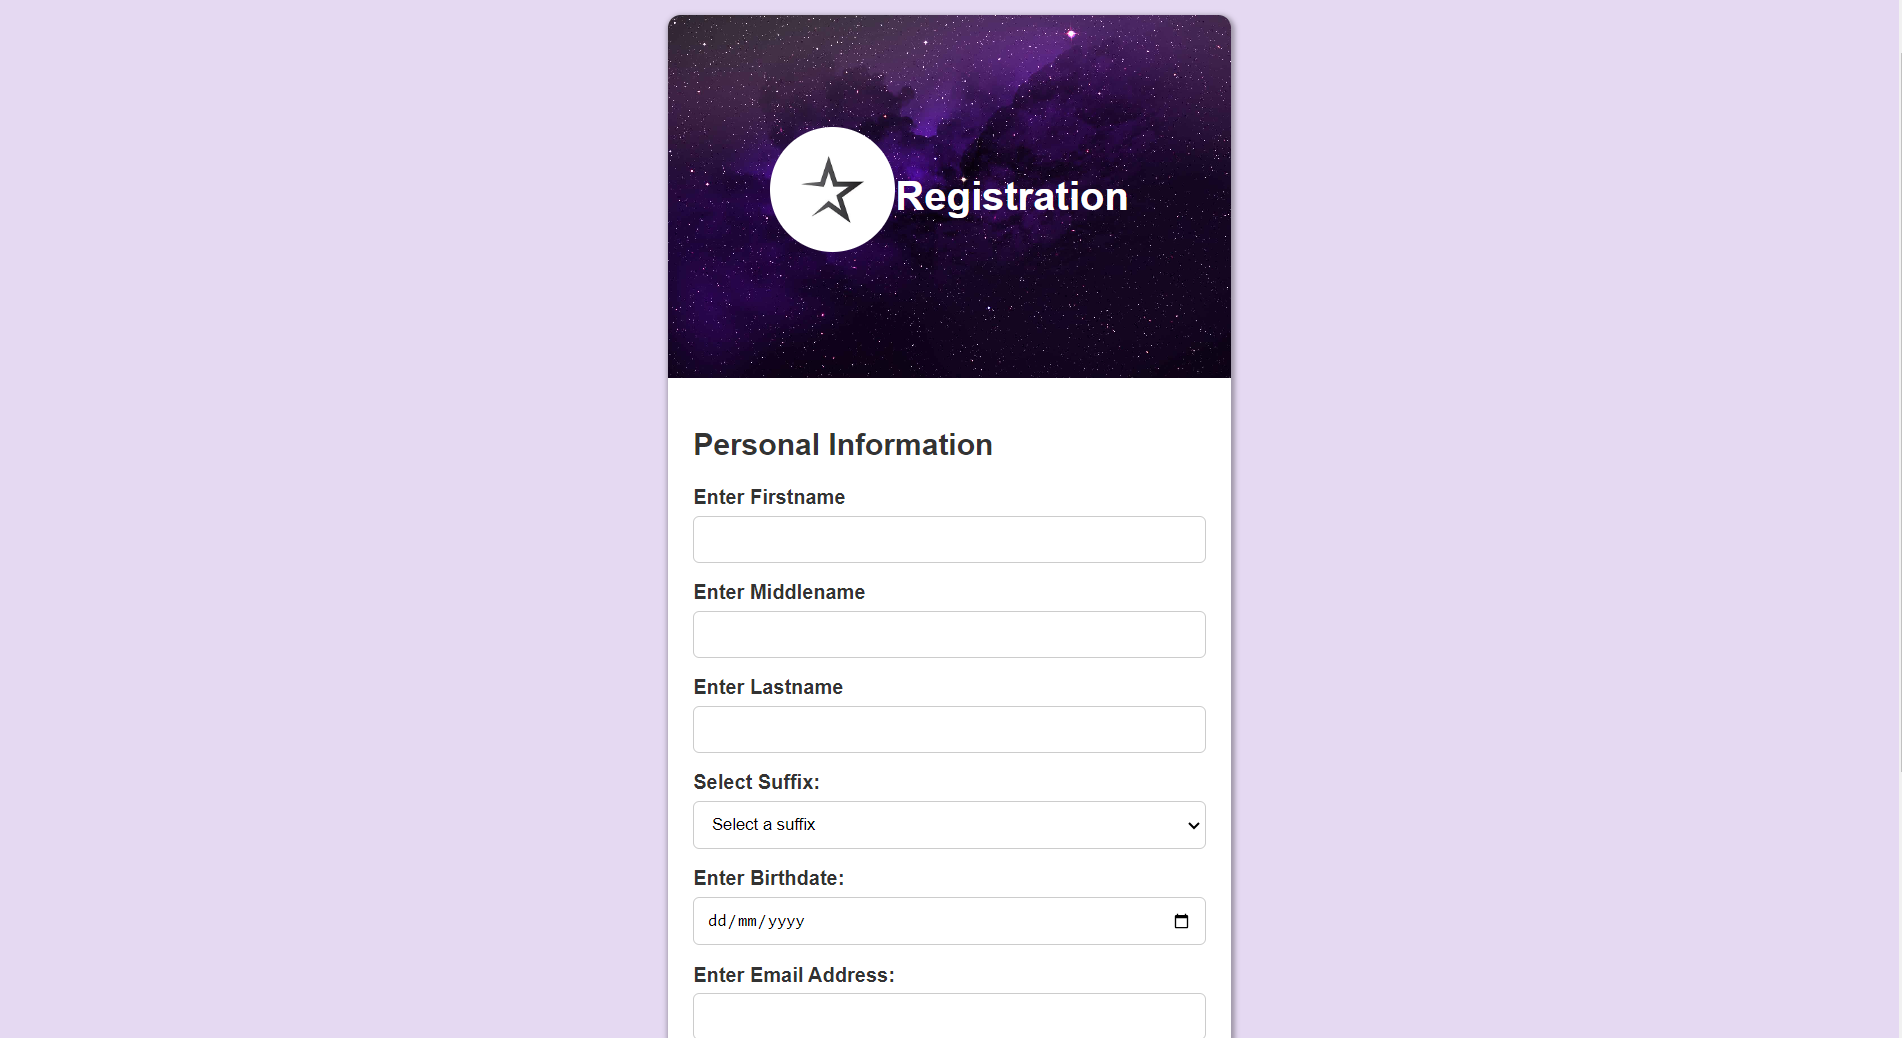 Registration
Personal Information
Enter Firstname
Enter Middlename
Enter Lastname
Select Suffix:
Select a suffix
Enter Birthdate:
dd/mm/yyyy
Enter Email Address: